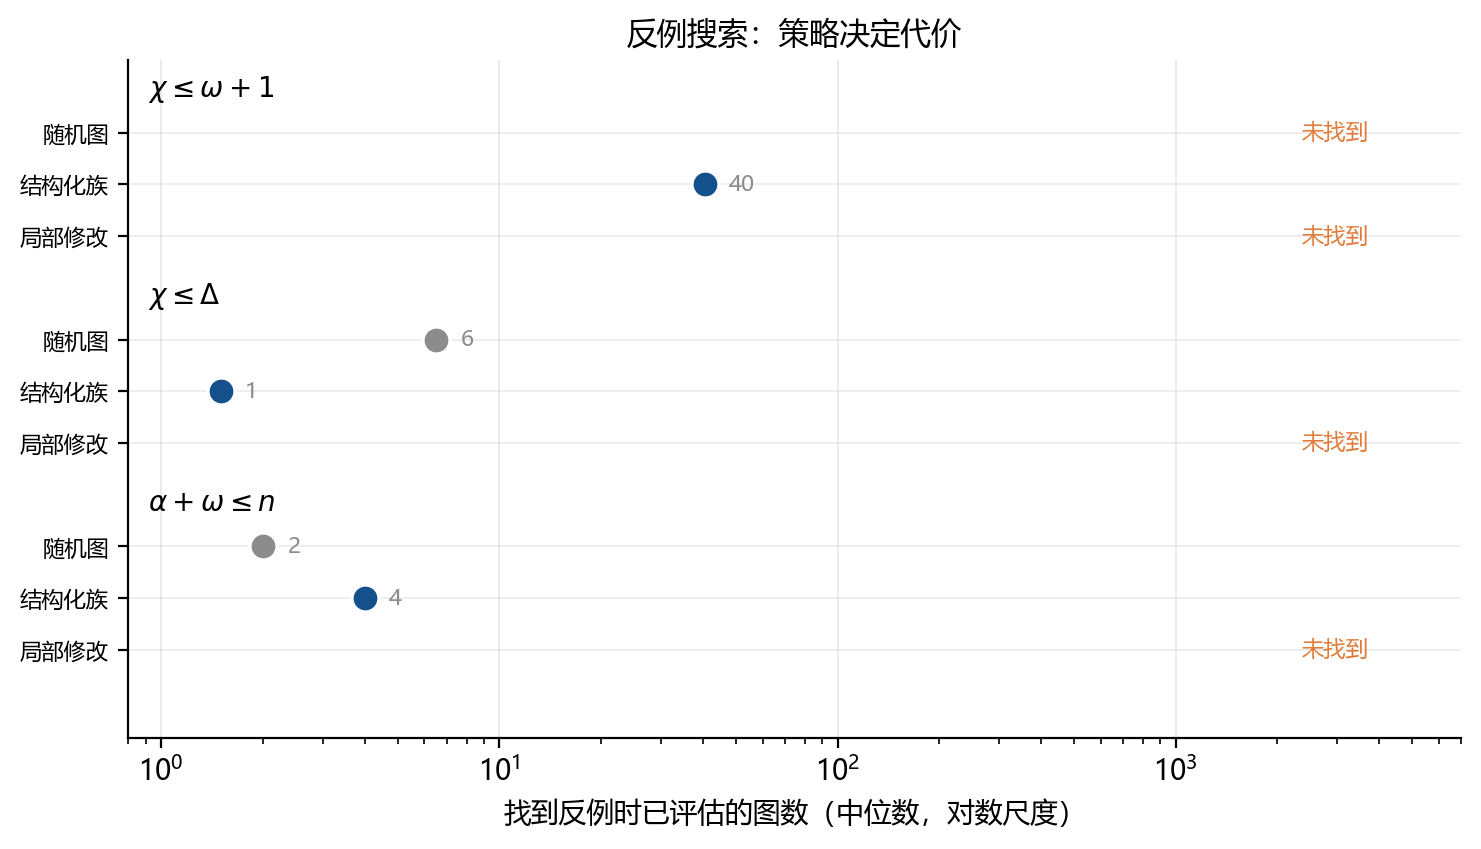 反例搜索：策略决定代价
χ ≤ ω + 1
随机图 未找到
结构化族 40
局部修改 未找到
χ ≤ Δ
随机图 6
结构化族 1
局部修改 未找到
α + ω ≤ n
随机图 2
结构化族 4
局部修改 未找到
10⁰ 10¹ 10² 10³
找到反例时已评估的图数（中位数，对数尺度）